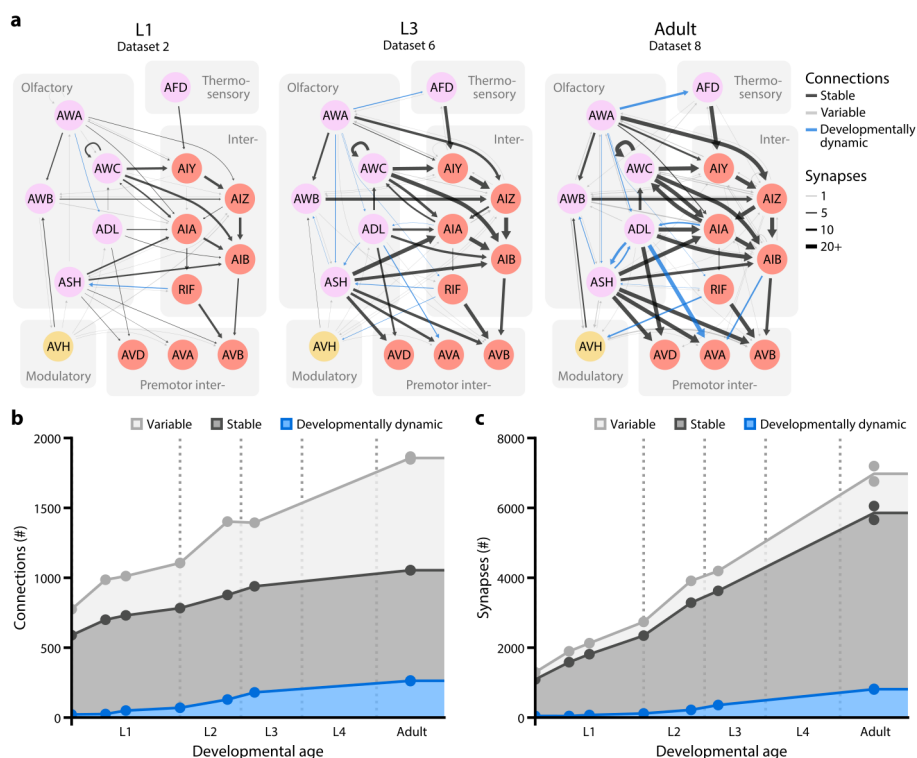 a
L1
Dataset 2
L3
Dataset 6
Adult
Dataset 8
Olfactory
Thermo-
sensory
Inter-
Modulatory
Premotor inter-
AFD
AWA
AWC
AIY
AWB
AIZ
ADL
AIA
AIB
ASH
RIF
AVH
AVD
AVA
AVB
Thermo-
sensory
Inter-
Modulatory
Premotor inter-
AFD
AWA
AWC
AIY
AWB
AIZ
ADL
AIA
AIB
ASH
RIF
AVH
AVD
AVA
AVB
Olfactory
Thermo-
sensory
Inter-
Modulatory
Premotor inter-
AFD
AWA
AWC
AIY
AWB
AIZ
ADL
AIA
AIB
ASH
RIF
AVH
AVD
AVA
AVB
Olfactory
Connections
Stable
Variable
Developmentally
dynamic
Synapses
1
5
10
20+
b
Variable
Stable
Developmentally dynamic
2000
1500
1000
500
0
Connections (#)
L1
L2
L3
L4
Adult
Developmental age
c
Variable
Stable
Developmentally dynamic
8000
6000
4000
2000
0
Synapses (#)
L1
L2
L3
L4
Adult
Developmental age